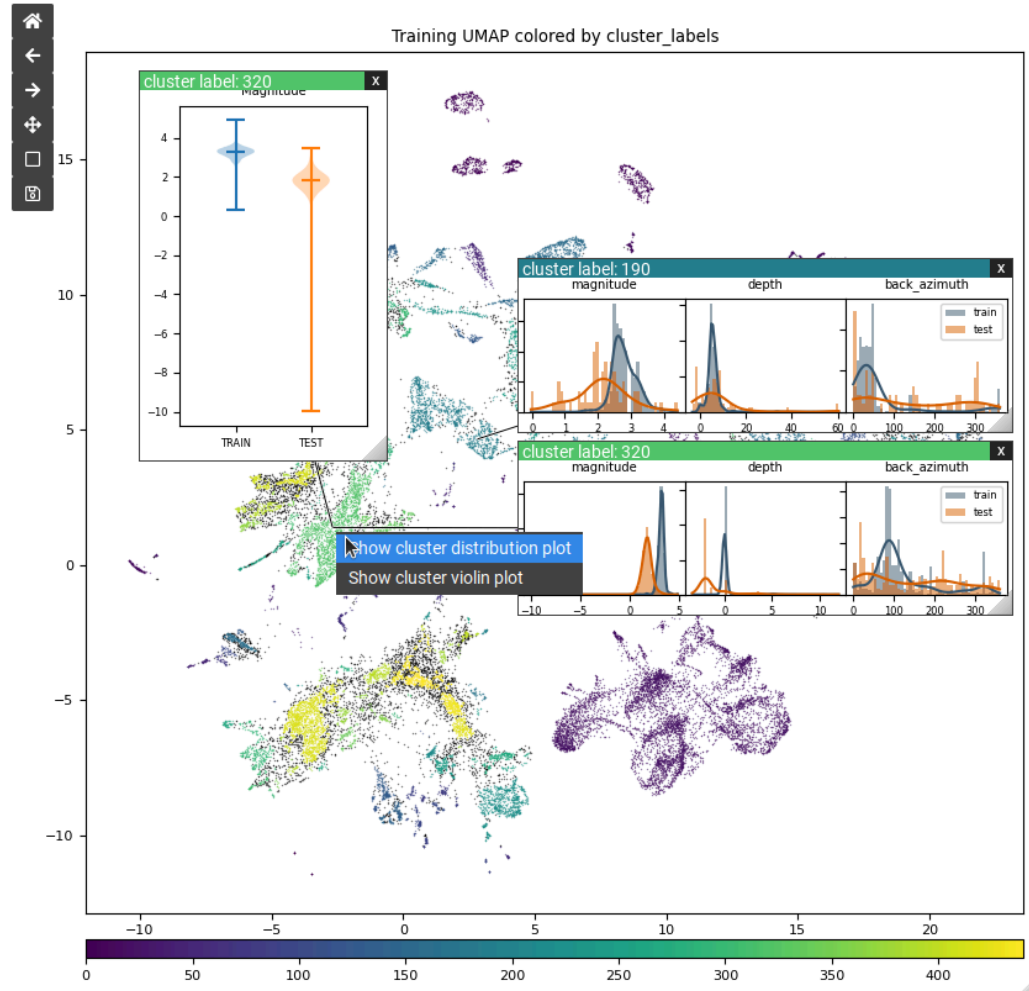 Training UMAP colored by cluster_labels
cluster label: 320
x
Magnitude
4
2
0
−2
−4
−6
−8
−10
TRAIN
TEST
cluster label: 190
x
magnitude
depth
back_azimuth
train
test
0 1 2 3 4
0 20 40 60
0 100 200 300
cluster label: 320
x
magnitude
depth
back_azimuth
train
test
−10 −5 0 5
0 5 10
0 100 200 300
Show cluster distribution plot
Show cluster violin plot
15
10
5
0
−5
−10
−10 −5 0 5 10 15 20
0 50 100 150 200 250 300 350 400